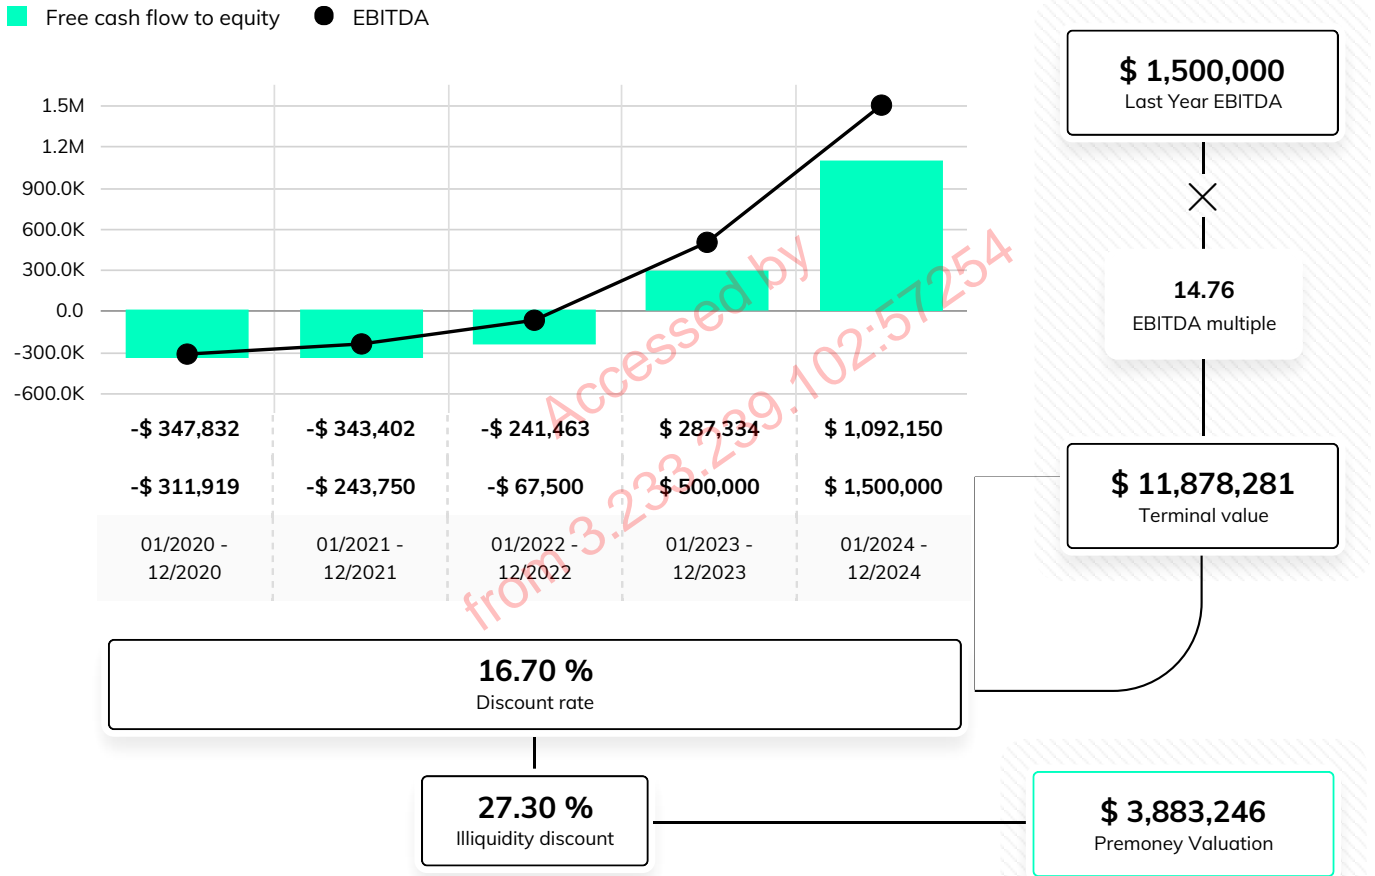 Free cash flow to equity
EBITDA
1.5M
1.2M
900.0K
600.0K
300.0K
0.0
-300.0K
-600.0K
-$ 347,832 -$ 343,402 -$ 241,463 $ 287,334 $ 1,092,150
-$ 311,919 -$ 243,750 -$ 67,500 $ 500,000 $ 1,500,000
01/2020 - 01/2021 - 01/2022 - 01/2023 - 01/2024 -
12/2020 12/2021 12/2022 12/2023 12/2024
Accessed by
from 3.233.239.102:57254
$ 1,500,000
Last Year EBITDA
14.76
EBITDA multiple
$ 11,878,281
Terminal value
16.70 %
Discount rate
27.30 %
Illiquidity discount
$ 3,883,246
Premoney Valuation